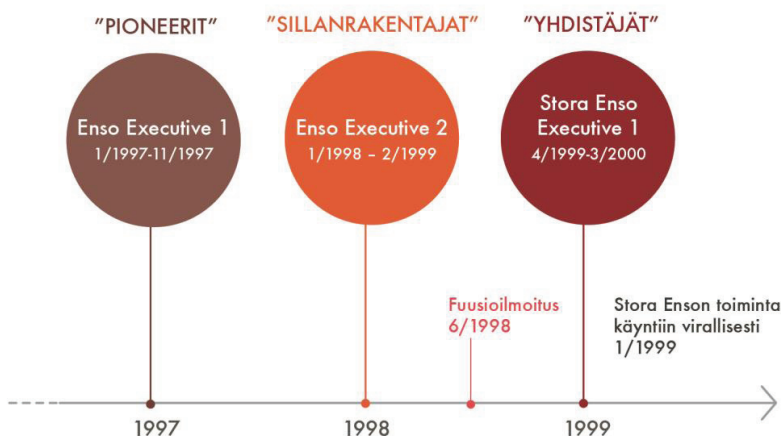 "PIONEERIT"
"SILLANRAKENTAJAT"
"YHDISTÄJÄT"
Enso Executive 1
1/1997-11/1997
Enso Executive 2
1/1998 – 2/1999
Stora Enso
Executive 1
4/1999-3/2000
Fuusioilmoitus
6/1998
Stora Enson toiminta
käyntiin virallisesti
1/1999
1997
1998
1999